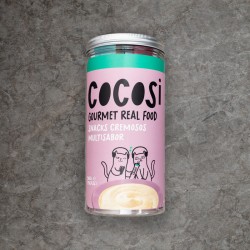 COCOSi
GOURMET REAL FOOD
SNACKS CREMOSOS
MULTISABOR